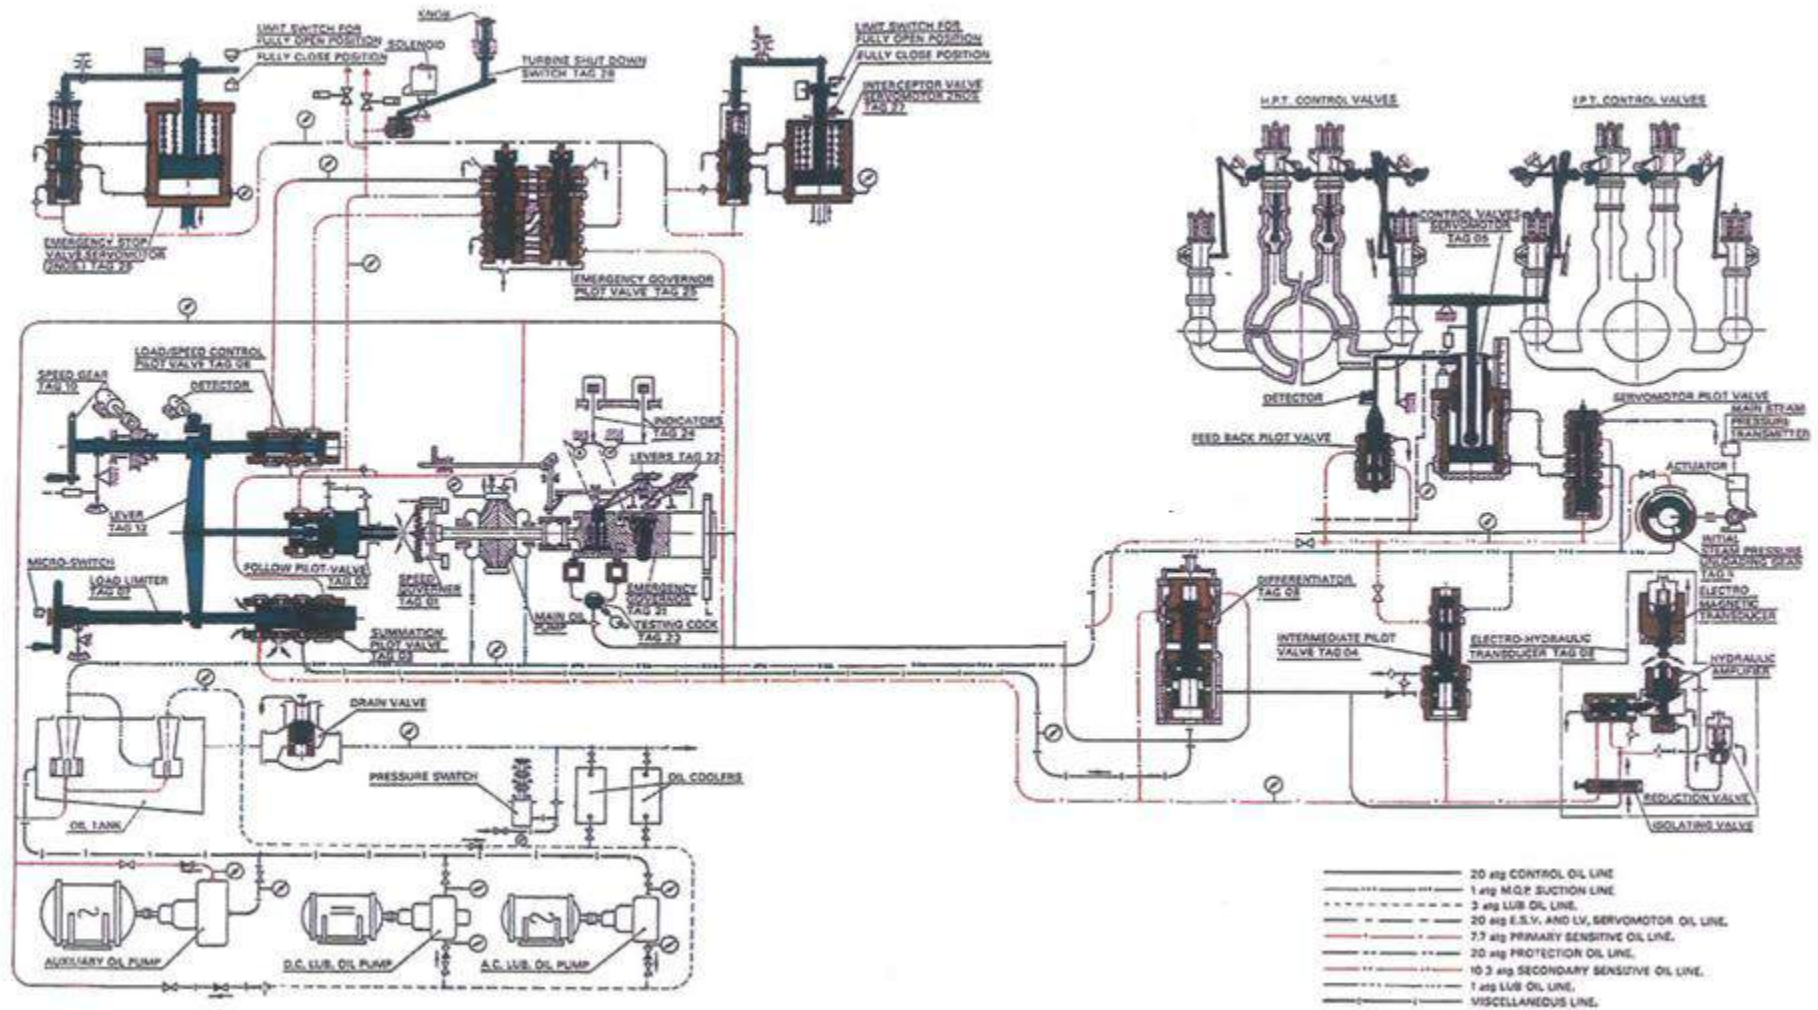 KNOB
LIMIT SWITCH FOR
FULLY OPEN POSITION
FULLY CLOSE POSITION
SOLENOID
TURBINE SHUT DOWN
SWITCH TAG 28
LIMIT SWITCH FOR
FULLY OPEN POSITION
FULLY CLOSE POSITION
INTERCEPTOR VALVE
SERVOMOTOR 2NOS
TAG 27
H.P.T. CONTROL VALVES
I.P.T. CONTROL VALVES
CONTROL VALVES
SERVOMOTOR
TAG 05
EMERGENCY STOP
VALVE SERVOMOTOR
EMERGENCY GOVERNOR
PILOT VALVE TAG 25
LOAD/SPEED CONTROL
PILOT VALVE TAG 06
SPEED GEAR
TAG 10
DETECTOR
INDICATORS
TAG 24
LEVERS TAG 22
DETECTOR
SERVOMOTOR PILOT VALVE
MAIN STEAM
PRESSURE
TRANSMITTER
FEED BACK PILOT VALVE
ACTUATOR
LEVER
TAG 12
INITIAL
STEAM PRESSURE
UNLOADING GEAR
MICRO-SWITCH
LOAD LIMITER
TAG 07
FOLLOW PILOT-VALVE
TAG 02
SPEED
GOVERNER
TAG 01
MAIN OIL
PUMP
EMERGENCY
GOVERNOR
TAG 21
TESTING COCK
TAG 23
SUMMATION
PILOT VALVE
TAG 03
DIFFERENTIATOR
INTERMEDIATE PILOT
VALVE TAG 04
ELECTRO-HYDRAULIC
ELECTRO
MAGNETIC
TRANSDUCER
HYDRAULIC
AMPLIFIER
DRAIN VALVE
PRESSURE SWITCH
OIL COOLERS
OIL TANK
REDUCTION VALVE
ISOLATING VALVE
AUXILIARY OIL PUMP
D.C. LUB. OIL PUMP
A.C. LUB. OIL PUMP
20 atg CONTROL OIL LINE
1 atg M.O.P. SUCTION LINE
3 atg LUB OIL LINE.
20 atg E.S.V. AND I.V. SERVOMOTOR OIL LINE.
7.7 atg PRIMARY SENSITIVE OIL LINE.
20 atg PROTECTION OIL LINE.
10.3 atg SECONDARY SENSITIVE OIL LINE.
1 atg LUB OIL LINE.
MISCELLANEOUS LINE.